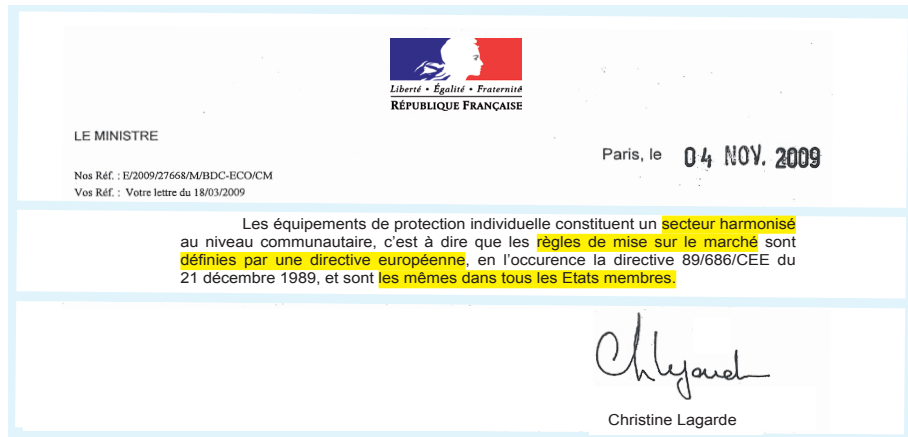 Liberté • Égalité • Fraternité
RÉPUBLIQUE FRANÇAISE
LE MINISTRE
Paris, le 04 NOV. 2009
Nos Réf. : E/2009/27668/M/BDC-ECO/CM
Vos Réf. : Votre lettre du 18/03/2009
Les équipements de protection individuelle constituent un secteur harmonisé
au niveau communautaire, c'est à dire que les règles de mise sur le marché sont
définies par une directive européenne, en l'occurence la directive 89/686/CEE du
21 décembre 1989, et sont les mêmes dans tous les Etats membres.
Christine Lagarde